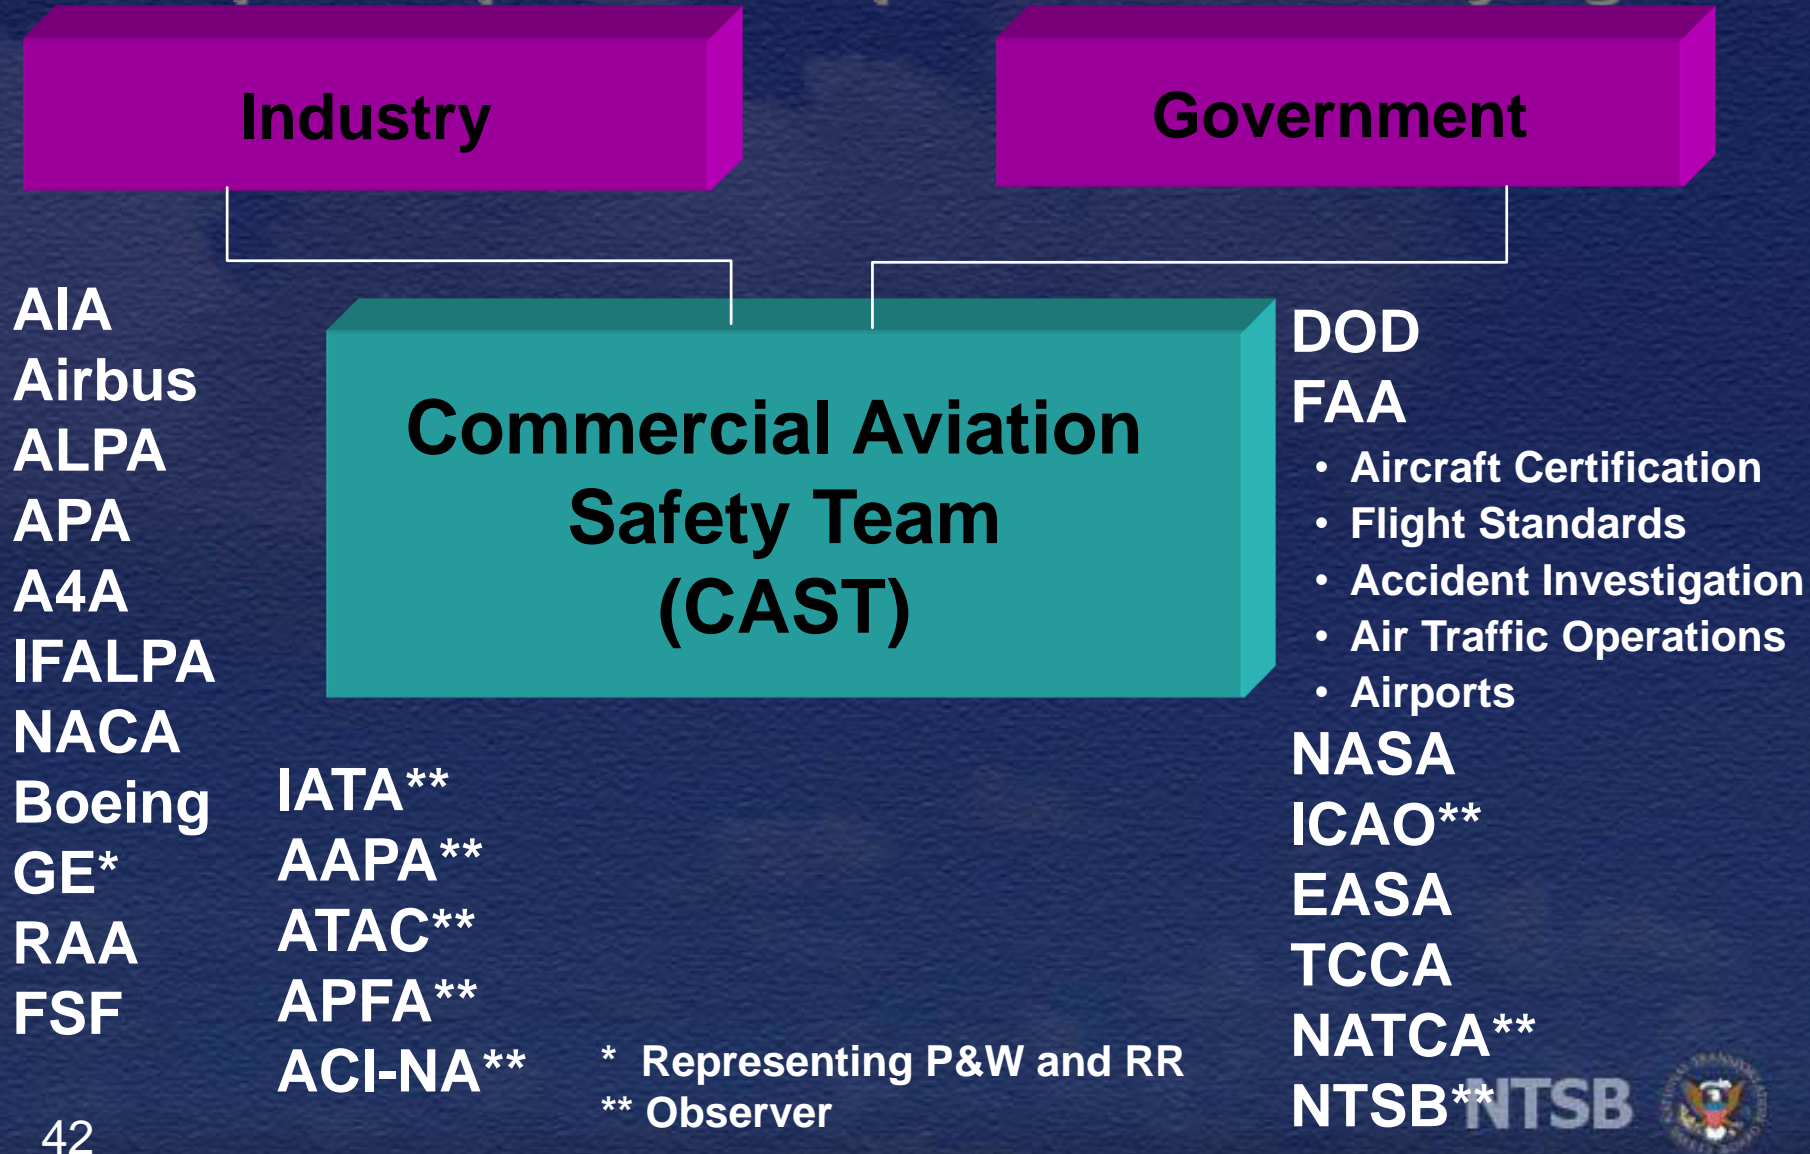 Industry
Government
AIA
Airbus
ALPA
APA
A4A
IFALPA
NACA
Boeing
GE*
RAA
FSF
Commercial Aviation
Safety Team
(CAST)
IATA**
AAPA**
ATAC**
APFA**
ACI-NA**
DOD
FAA
• Aircraft Certification
• Flight Standards
• Accident Investigation
• Air Traffic Operations
• Airports
NASA
ICAO**
EASA
TCCA
NATCA**
NTSB**
* Representing P&W and RR
** Observer
NTSB
42